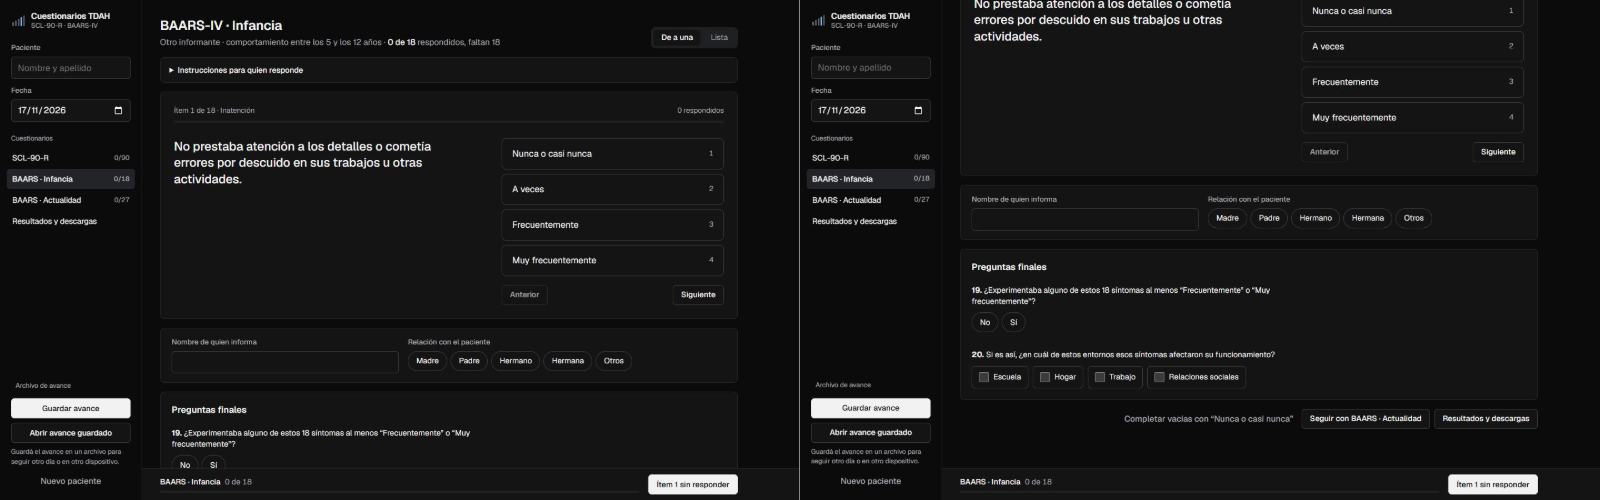 Cuestionarios TDAH
SCL-90-R · BAARS-IV
Paciente
Nombre y apellido
Fecha
17/11/2026
Cuestionarios
SCL-90-R 0/90
BAARS · Infancia 0/18
BAARS · Actualidad 0/27
Resultados y descargas
Archivo de avance
Guardar avance
Abrir avance guardado
Guardá el avance en un archivo para
seguir otro día o en otro dispositivo.
Nuevo paciente
BAARS-IV · Infancia
Otro informante · comportamiento entre los 5 y los 12 años · 0 de 18 respondidos, faltan 18
De a una Lista
▶ Instrucciones para quien responde
Ítem 1 de 18 · Inatención 0 respondidos
No prestaba atención a los detalles o cometía
errores por descuido en sus trabajos u otras
actividades.
Nunca o casi nunca 1
A veces 2
Frecuentemente 3
Muy frecuentemente 4
Anterior Siguiente
Nombre de quien informa
Relación con el paciente
Madre Padre Hermano Hermana Otros
Preguntas finales
19. ¿Experimentaba alguno de estos 18 síntomas al menos “Frecuentemente” o “Muy
frecuentemente”?
No Sí
BAARS · Infancia 0 de 18
Ítem 1 sin responder
Cuestionarios TDAH
SCL-90-R · BAARS-IV
Paciente
Nombre y apellido
Fecha
17/11/2026
Cuestionarios
SCL-90-R 0/90
BAARS · Infancia 0/18
BAARS · Actualidad 0/27
Resultados y descargas
Archivo de avance
Guardar avance
Abrir avance guardado
Guardá el avance en un archivo para
seguir otro día o en otro dispositivo.
Nuevo paciente
No prestaba atención a los detalles o cometía
errores por descuido en sus trabajos u otras
actividades.
Nunca o casi nunca 1
A veces 2
Frecuentemente 3
Muy frecuentemente 4
Anterior Siguiente
Nombre de quien informa
Relación con el paciente
Madre Padre Hermano Hermana Otros
Preguntas finales
19. ¿Experimentaba alguno de estos 18 síntomas al menos “Frecuentemente” o “Muy
frecuentemente”?
No Sí
20. Si es así, ¿en cuál de estos entornos esos síntomas afectaron su funcionamiento?
Escuela Hogar Trabajo Relaciones sociales
Completar vacías con “Nunca o casi nunca” Seguir con BAARS · Actualidad Resultados y descargas
BAARS · Infancia 0 de 18
Ítem 1 sin responder